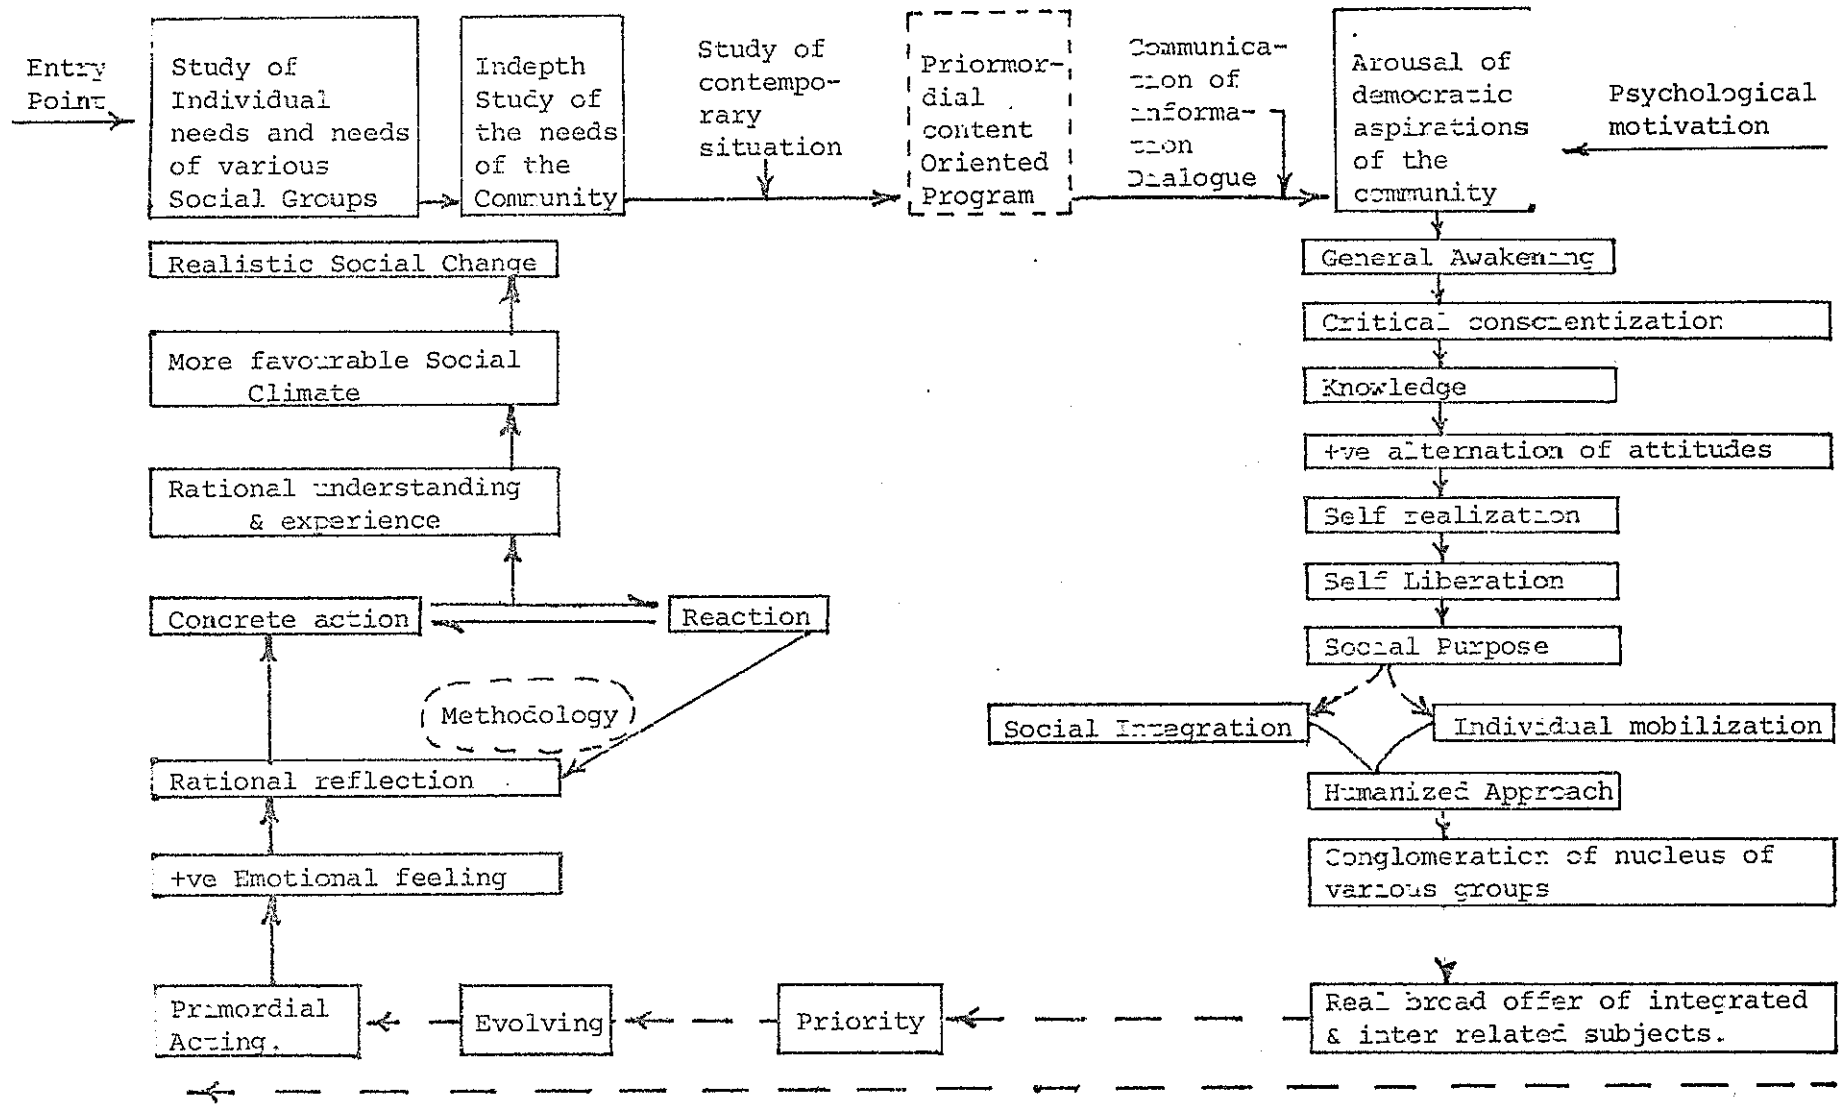 Entry
Point
Study of
Individual
needs and needs
of various
Social Groups
Indepth
Study of
the needs
of the
Community
Study of
contempo-
rary
situation
Priormor-
dial
content
Oriented
Program
Communica-
tion of
informa-
tion
Dialogue
Arousal of
democratic
aspirations
of the
community
Psychological
motivation
General Awakening
Critical conscientization
Knowledge
+ve alternation of attitudes
Self realization
Self Liberation
Social Purpose
Social Integration
Individual mobilization
Humanized Approach
Conglomeration of nucleus of
various groups
Real broad offer of integrated
& inter related subjects.
Priority
Evolving
Primordial
Acting.
+ve Emotional feeling
Rational reflection
Methodology
Concrete action
Reaction
Rational understanding
& experience
More favourable Social
Climate
Realistic Social Change